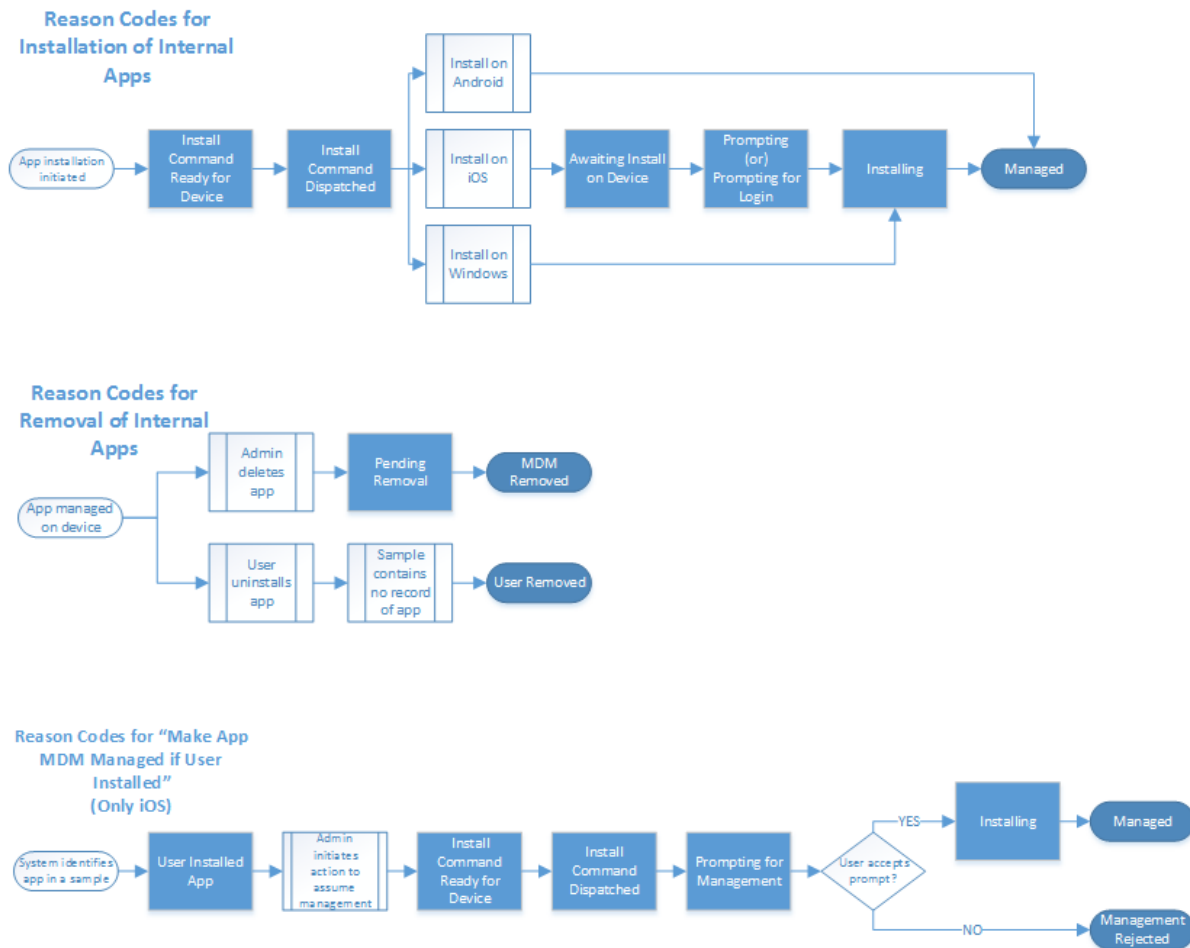 Reason Codes for
Installation of Internal
Apps
Install on
Android
App installation
initiated
Install
Command
Ready for
Device
Install
Command
Dispatched
Install on
iOS
Awaiting Install
on Device
Prompting
(or)
Prompting for
Login
Installing
Managed
Install on
Windows
Reason Codes for
Removal of Internal
Apps
Admin
deletes
app
Pending
Removal
MDM
Removed
App managed
on device
User
uninstalls
app
Sample
contains
no record
of app
User Removed
Reason Codes for “Make App
MDM Managed if User
Installed”
(Only iOS)
System identifies
app in a sample
User Installed
App
Admin
initiates
action to
assume
management
Install
Command
Ready for
Device
Install
Command
Dispatched
Prompting for
Management
User accepts
prompt?
YES
Installing
Managed
NO
Management
Rejected